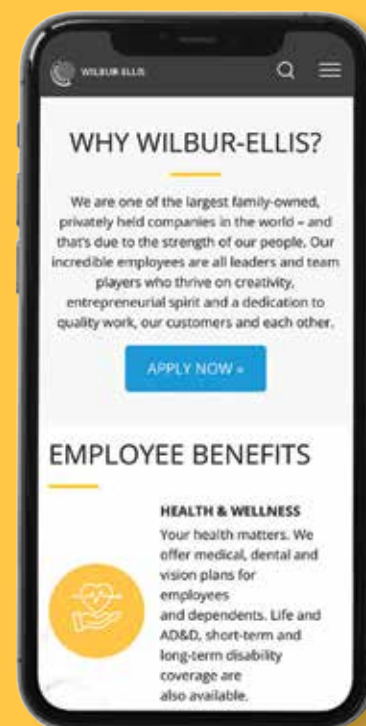 WILBUR-ELLIS
WHY WILBUR-ELLIS?
We are one of the largest family-owned,
privately held companies in the world – and
that's due to the strength of our people. Our
incredible employees are all leaders and team
players who thrive on creativity,
entrepreneurial spirit and a dedication to
quality work, our customers and each other.
APPLY NOW »
EMPLOYEE BENEFITS
HEALTH & WELLNESS
Your health matters. We
offer medical, dental and
vision plans for
employees
and dependents. Life and
AD&D, short-term and
long-term disability
coverage are
also available.